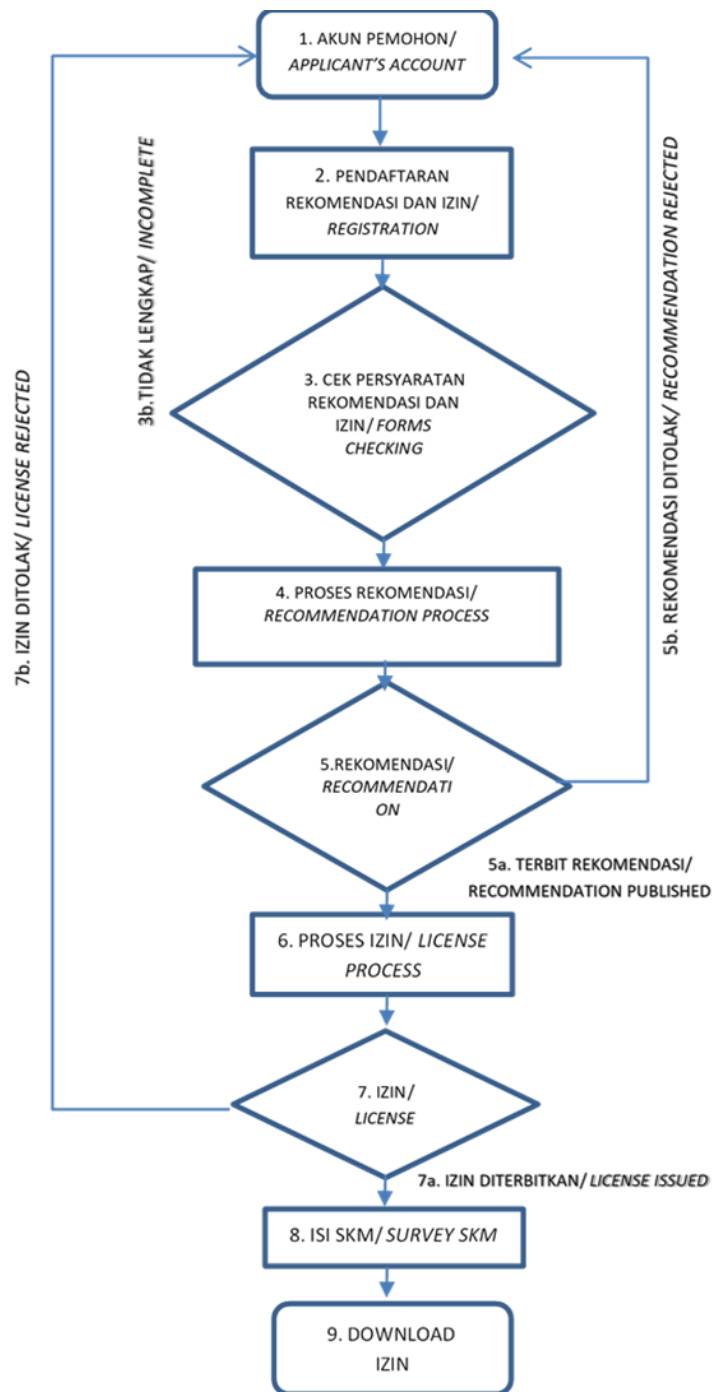 1. AKUN PEMOHON/
APPLICANT'S ACCOUNT
2. PENDAFTARAN
REKOMENDASI DAN IZIN/
REGISTRATION
3b.TIDAK LENGKAP/ INCOMPLETE
3. CEK PERSYARATAN
REKOMENDASI DAN
IZIN/ FORMS
CHECKING
5b. REKOMENDASI DITOLAK/ RECOMMENDATION REJECTED
7b. IZIN DITOLAK/ LICENSE REJECTED
4. PROSES REKOMENDASI/
RECOMMENDATION PROCESS
5.REKOMENDASI/
RECOMMENDATI
ON
5a. TERBIT REKOMENDASI/
RECOMMENDATION PUBLISHED
6. PROSES IZIN/ LICENSE
PROCESS
7. IZIN/
LICENSE
7a. IZIN DITERBITKAN/ LICENSE ISSUED
8. ISI SKM/ SURVEY SKM
9. DOWNLOAD
IZIN